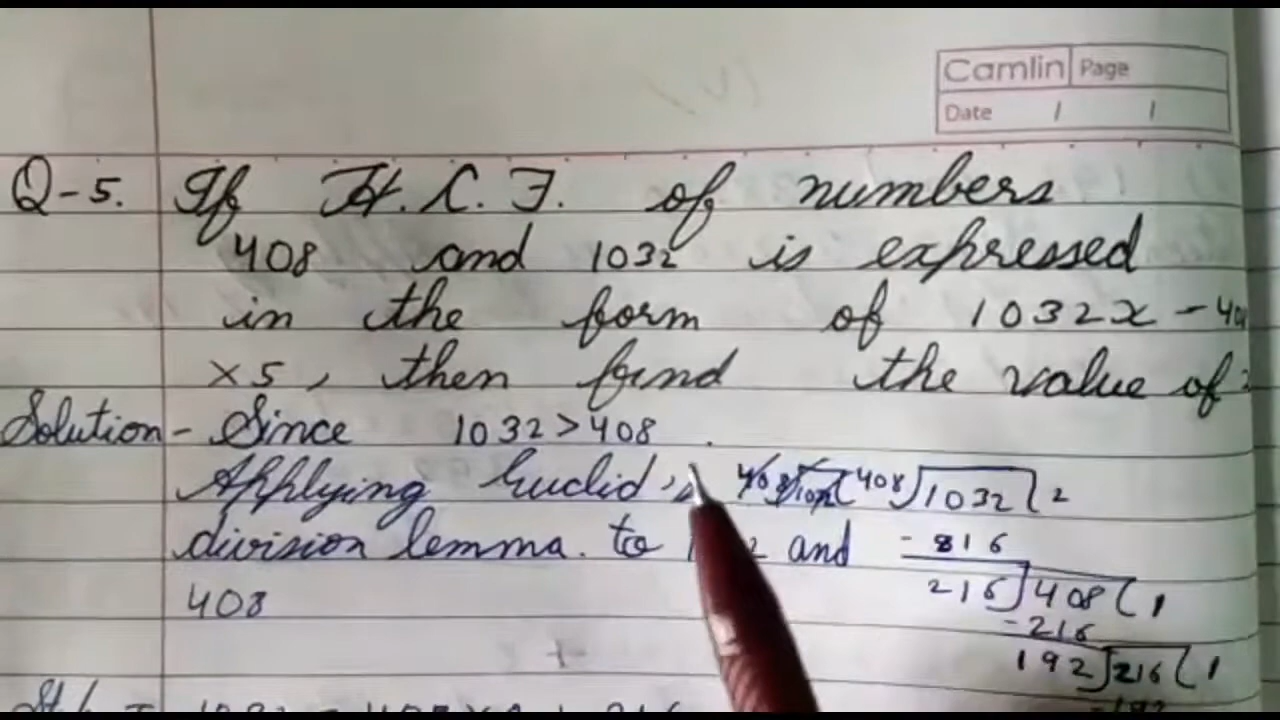 Camlin Page
Date / /
Q-5. If H.C.F. of numbers
408 and 1032 is expressed
in the form of 1032x - 40
×5, then find the value of
Solution - Since 1032>408
Applying Euclid's 408)1032(2
division lemma. to and - 816
408 216)408(1
-216
192)216(1
-192